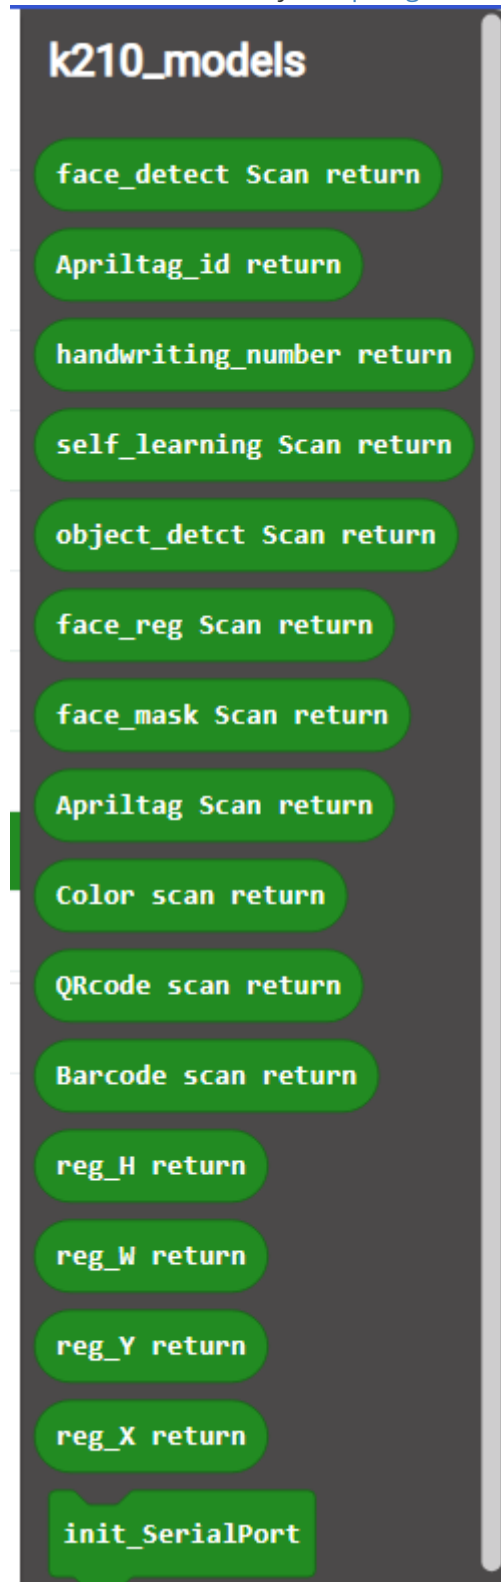 k210_models
face_detect Scan return
Apriltag_id return
handwriting_number return
self_learning Scan return
object_detct Scan return
face_reg Scan return
face_mask Scan return
Apriltag Scan return
Color scan return
QRcode scan return
Barcode scan return
reg_H return
reg_W return
reg_Y return
reg_X return
init_SerialPort